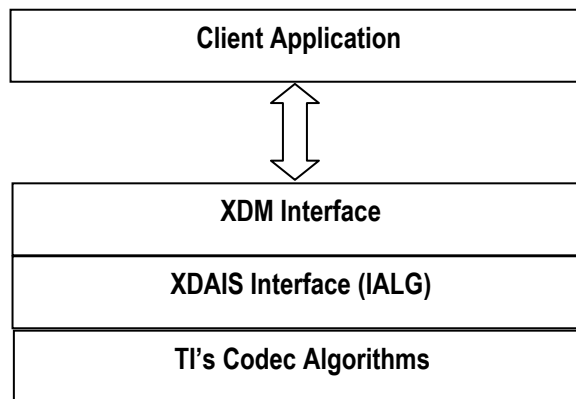 Client Application
XDM Interface
XDAIS Interface (IALG)
TI’s Codec Algorithms